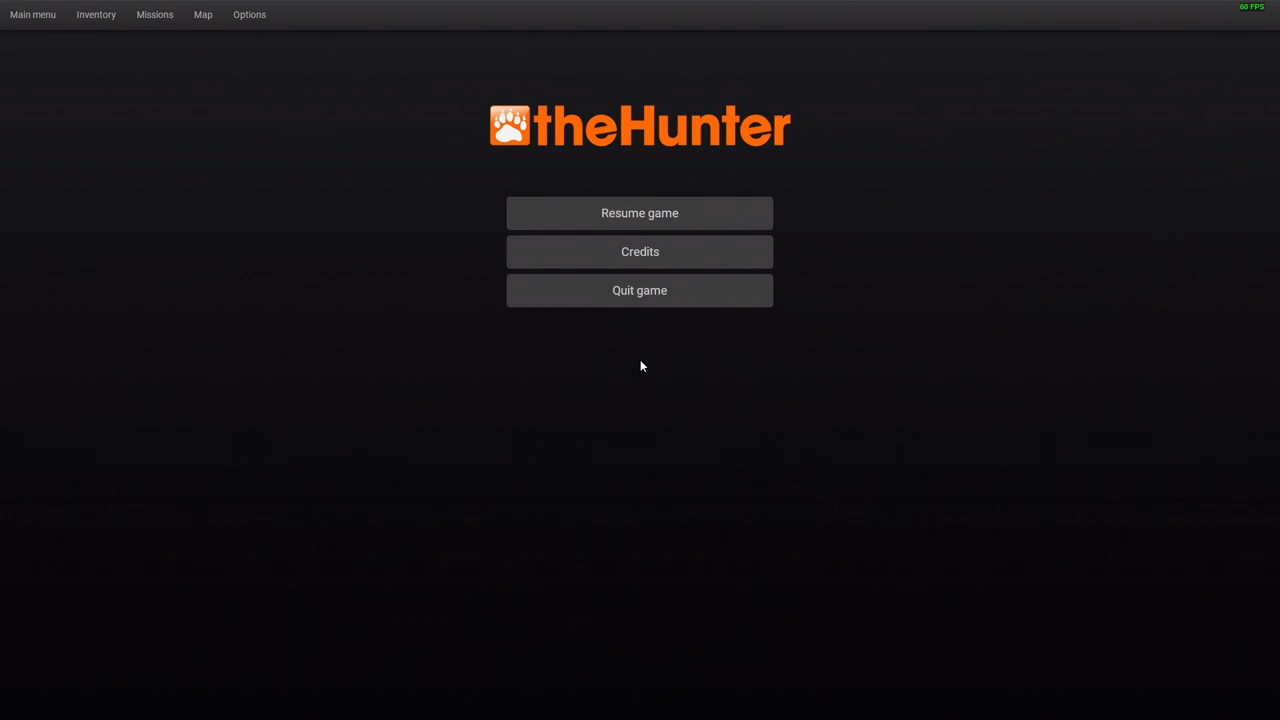 Main menu Inventory Missions Map Options
60 FPS
theHunter
Resume game
Credits
Quit game